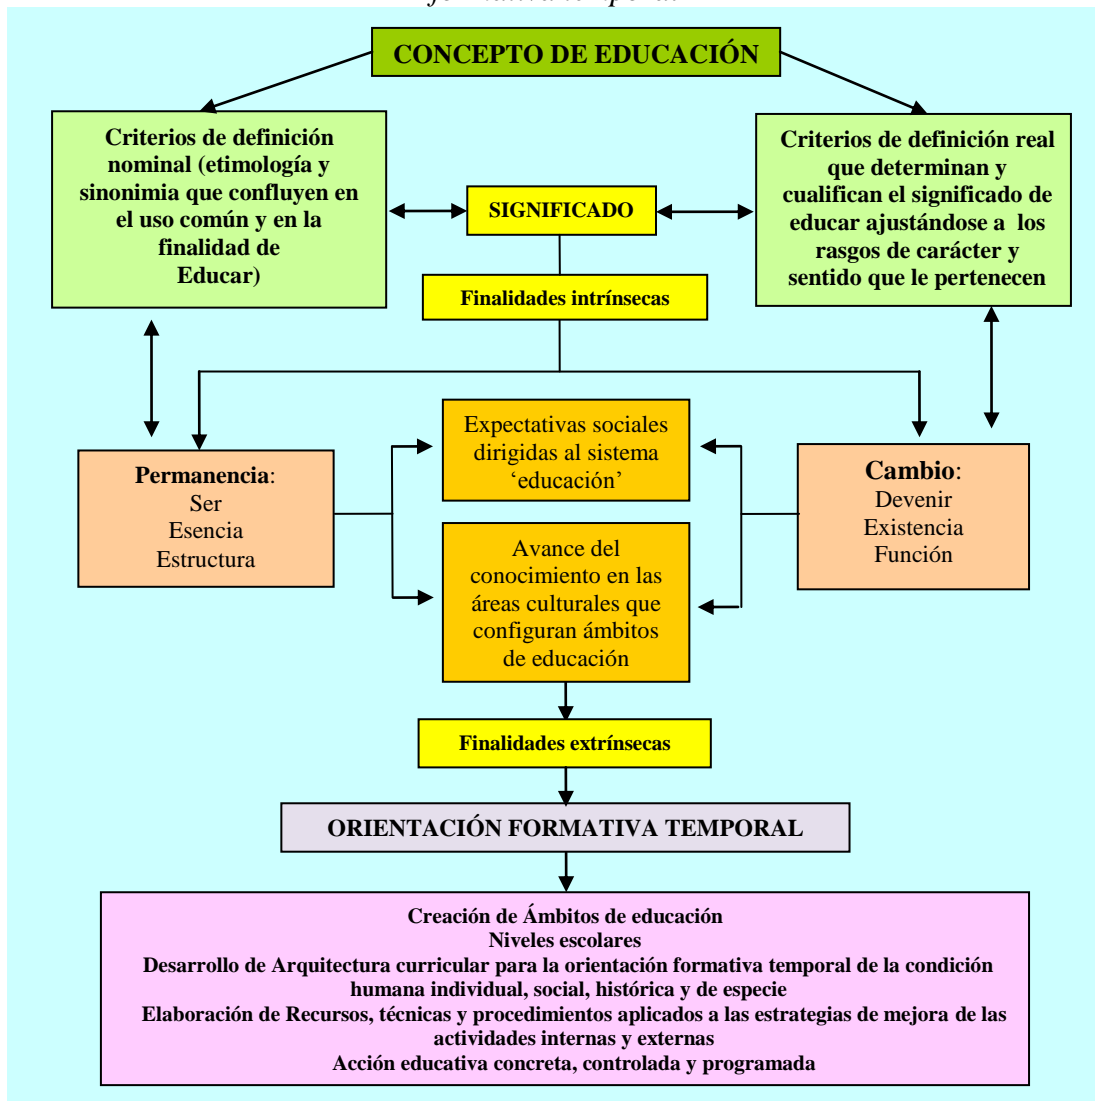 formativa temporal
CONCEPTO DE EDUCACIÓN
Criterios de definición
nominal (etimología y
sinonimia que confluyen en
el uso común y en la
finalidad de
Educar)
SIGNIFICADO
Criterios de definición real
que determinan y
cualifican el significado de
educar ajustándose a los
rasgos de carácter y
sentido que le pertenecen
Finalidades intrínsecas
Permanencia:
Ser
Esencia
Estructura
Expectativas sociales
dirigidas al sistema
‘educación’
Avance del
conocimiento en las
áreas culturales que
configuran ámbitos
de educación
Cambio:
Devenir
Existencia
Función
Finalidades extrínsecas
ORIENTACIÓN FORMATIVA TEMPORAL
Creación de Ámbitos de educación
Niveles escolares
Desarrollo de Arquitectura curricular para la orientación formativa temporal de la condición
humana individual, social, histórica y de especie
Elaboración de Recursos, técnicas y procedimientos aplicados a las estrategias de mejora de las
actividades internas y externas
Acción educativa concreta, controlada y programada